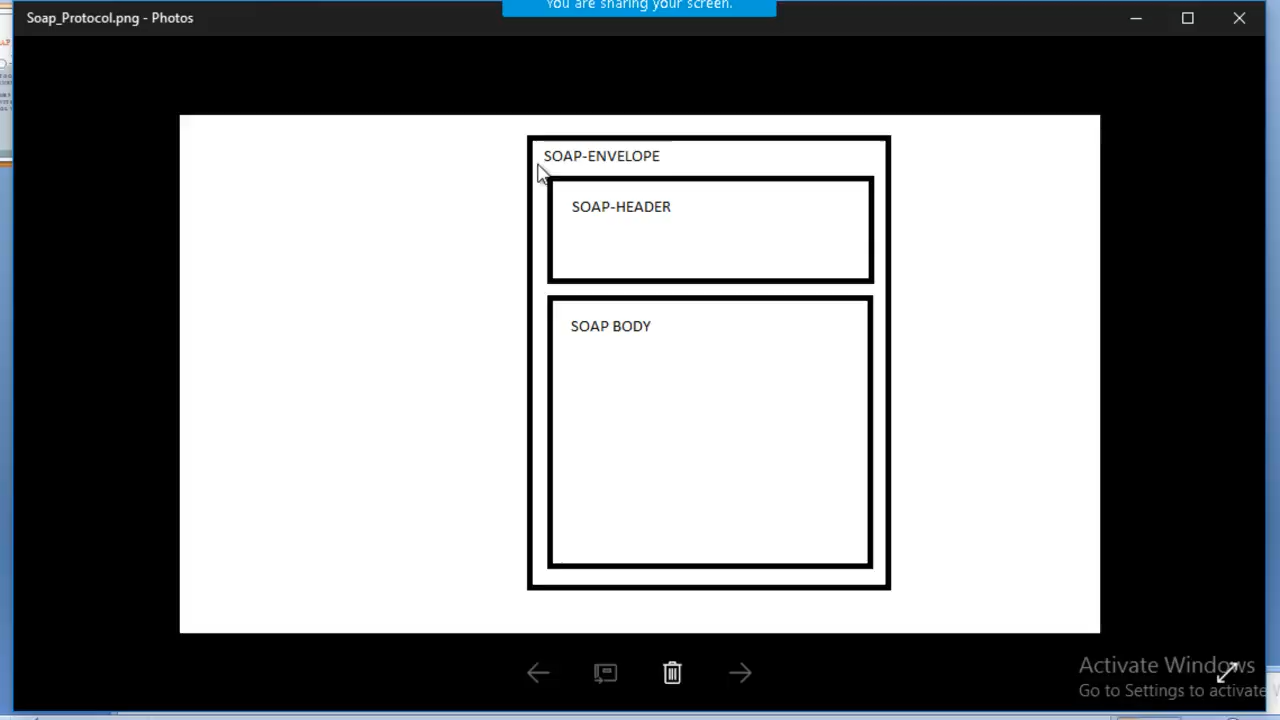 You are sharing your screen.
Soap_Protocol.png - Photos
SOAP-ENVELOPE
SOAP-HEADER
SOAP BODY
Activate Windows
Go to Settings to activate